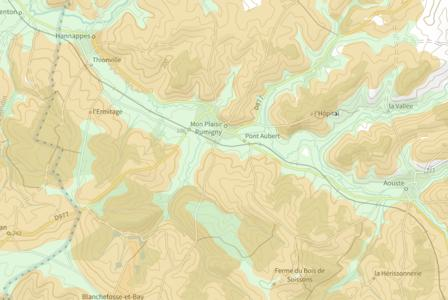 Hannappes
Thionville
l'Ermitage
D877
l'Hôpital
la Vallée
Mon Plaisir
Rumigny
Pont Aubert
Aouste
D977
Ferme du Bois de
Soissons
la Hérissonnerie
Blanchefosse-et-Bay